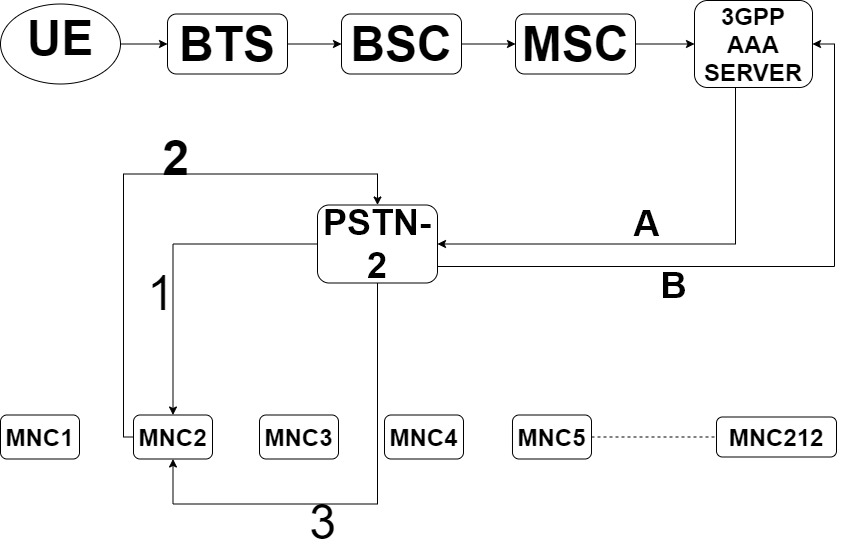 UE
BTS
BSC
MSC
3GPP
AAA
SERVER
2
PSTN-
2
A
B
1
MNC1
MNC2
MNC3
MNC4
MNC5
MNC212
3